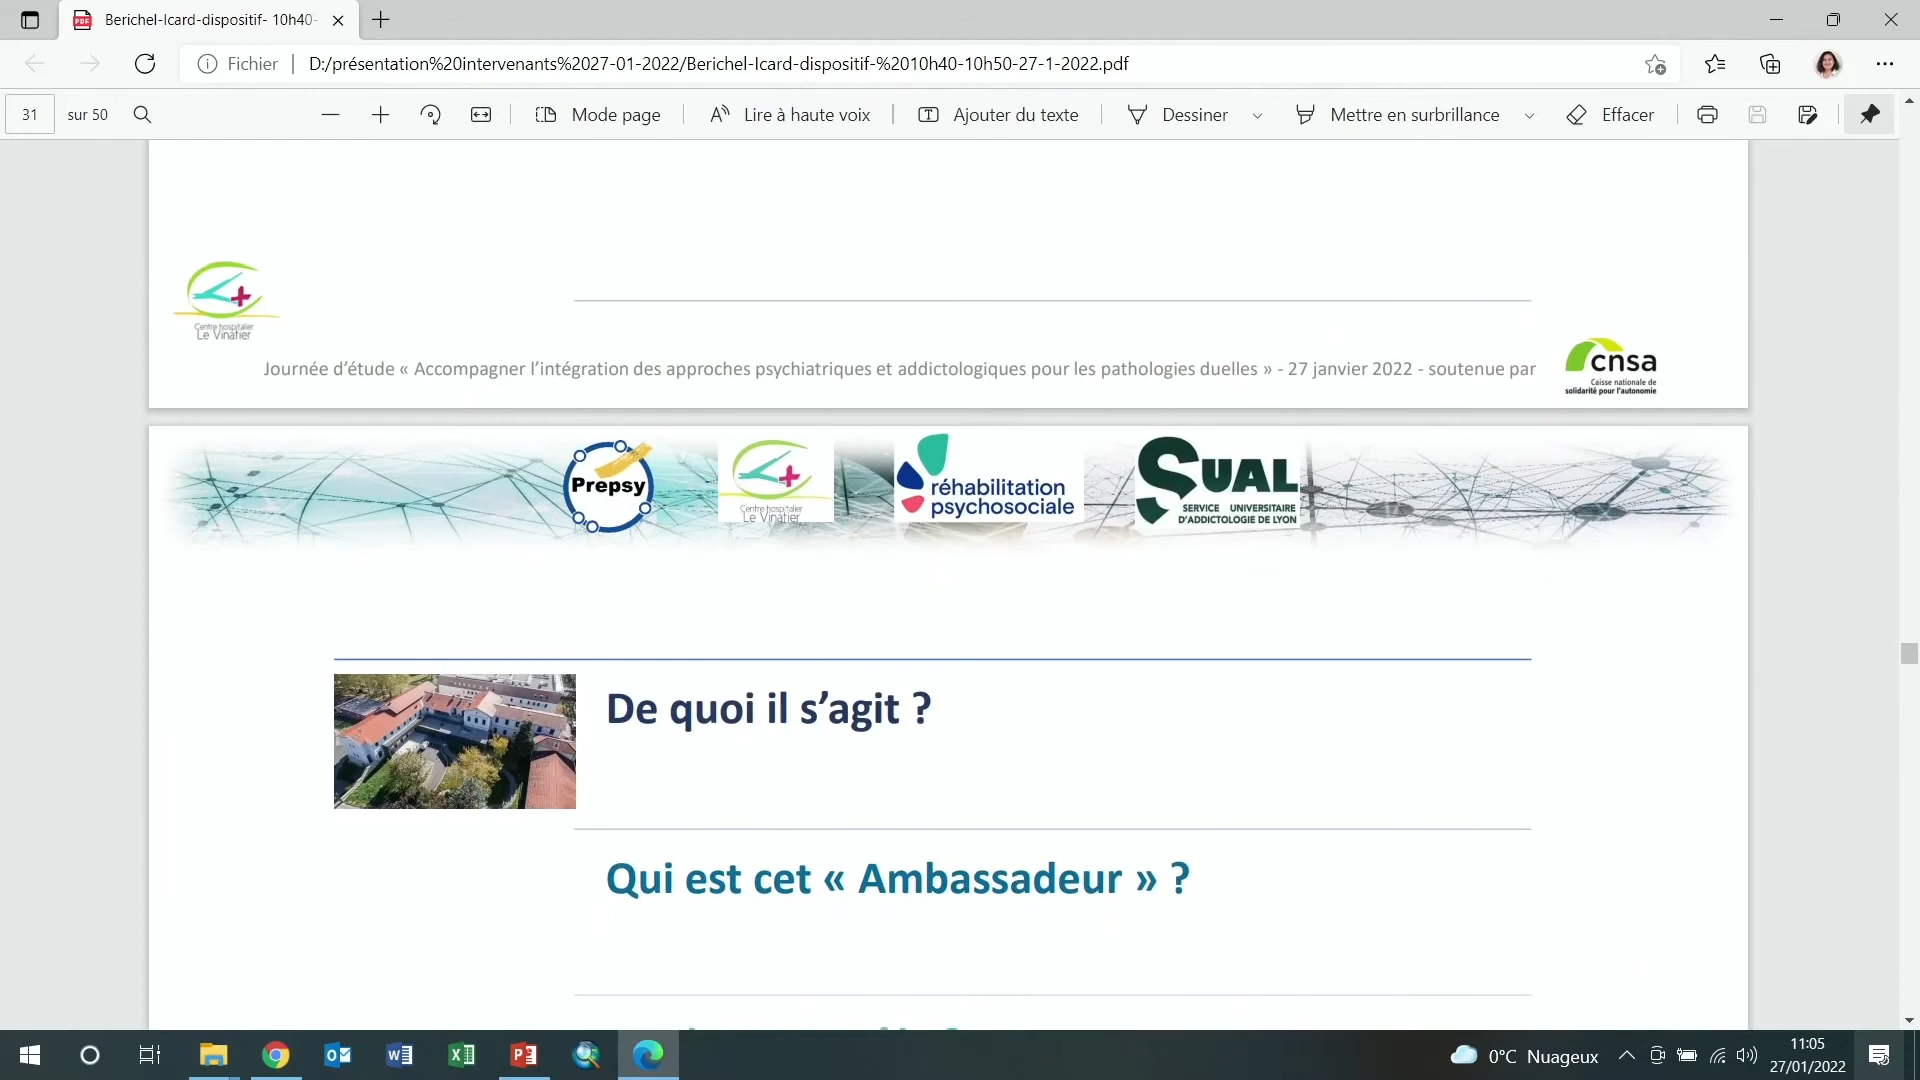 Berichel-Icard-dispositif- 10h40-
Fichier
D:/présentation%20intervenants%2027-01-2022/Berichel-Icard-dispositif-%2010h40-10h50-27-1-2022.pdf
31 sur 50
Mode page
Lire à haute voix
Ajouter du texte
Dessiner
Mettre en surbrillance
Effacer
Centre hospitalier
Le Vinatier
Journée d’étude « Accompagner l’intégration des approches psychiatriques et addictologiques pour les pathologies duelles » - 27 janvier 2022 - soutenue par
cnsa
Caisse nationale de
solidarité pour l'autonomie
Prepsy
Centre hospitalier
Le Vinatier
réhabilitation
psychosociale
SUAL
SERVICE UNIVERSITAIRE
D'ADDICTOLOGIE DE LYON
De quoi il s’agit ?
Qui est cet « Ambassadeur » ?
0°C Nuageux
11:05
27/01/2022